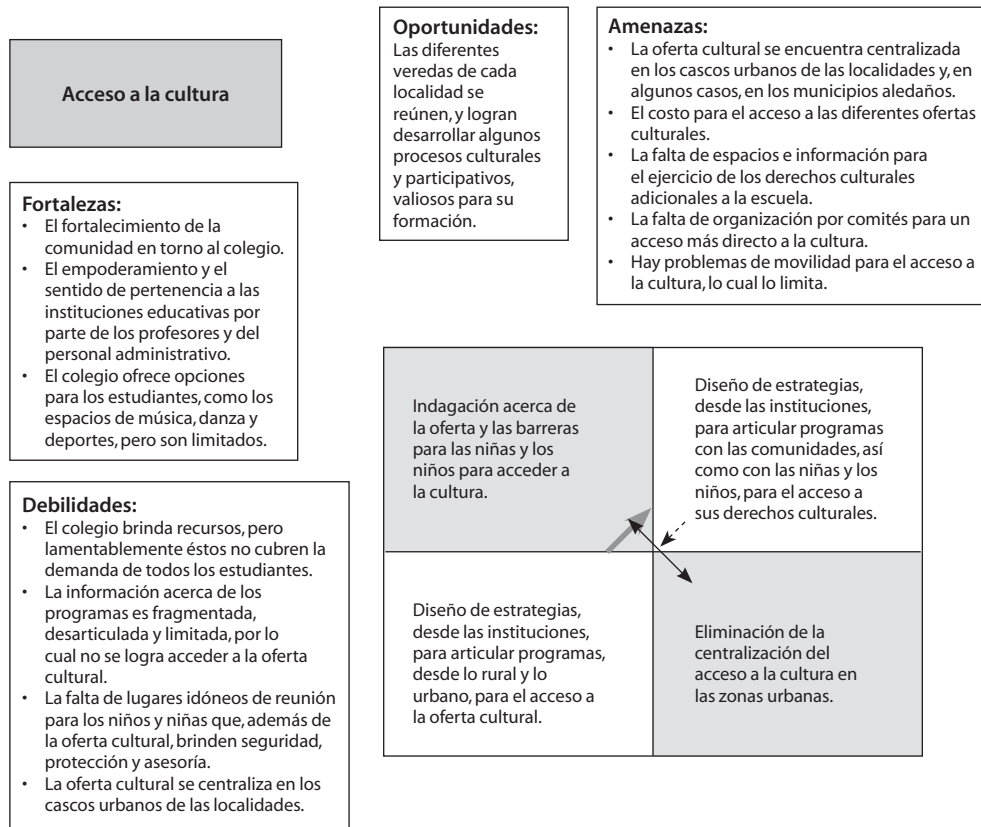 Acceso a la cultura
Fortalezas:
• El fortalecimiento de la
comunidad en torno al colegio.
• El empoderamiento y el
sentido de pertenencia a las
instituciones educativas por
parte de los profesores y del
personal administrativo.
• El colegio ofrece opciones
para los estudiantes, como los
espacios de música, danza y
deportes, pero son limitados.
Debilidades:
• El colegio brinda recursos, pero
lamentablemente éstos no cubren la
demanda de todos los estudiantes.
• La información acerca de los
programas es fragmentada,
desarticulada y limitada, por lo
cual no se logra acceder a la oferta
cultural.
• La falta de lugares idóneos de reunión
para los niños y niñas que, además de
la oferta cultural, brinden seguridad,
protección y asesoría.
• La oferta cultural se centraliza en los
cascos urbanos de las localidades.
Oportunidades:
Las diferentes
veredas de cada
localidad se
reúnen, y logran
desarrollar algunos
procesos culturales
y participativos,
valiosos para su
formación.
Amenazas:
• La oferta cultural se encuentra centralizada
en los cascos urbanos de las localidades y, en
algunos casos, en los municipios aledaños.
• El costo para el acceso a las diferentes ofertas
culturales.
• La falta de espacios e información para
el ejercicio de los derechos culturales
adicionales a la escuela.
• La falta de organización por comités para un
acceso más directo a la cultura.
• Hay problemas de movilidad para el acceso a
la cultura, lo cual lo limita.
Indagación acerca de
la oferta y las barreras
para las niñas y los
niños para acceder a
la cultura.
Diseño de estrategias,
desde las instituciones,
para articular programas
con las comunidades, así
como con las niñas y los
niños, para el acceso a
sus derechos culturales.
Diseño de estrategias,
desde las instituciones,
para articular programas,
desde lo rural y lo
urbano, para el acceso a
la oferta cultural.
Eliminación de la
centralización del
acceso a la cultura en
las zonas urbanas.